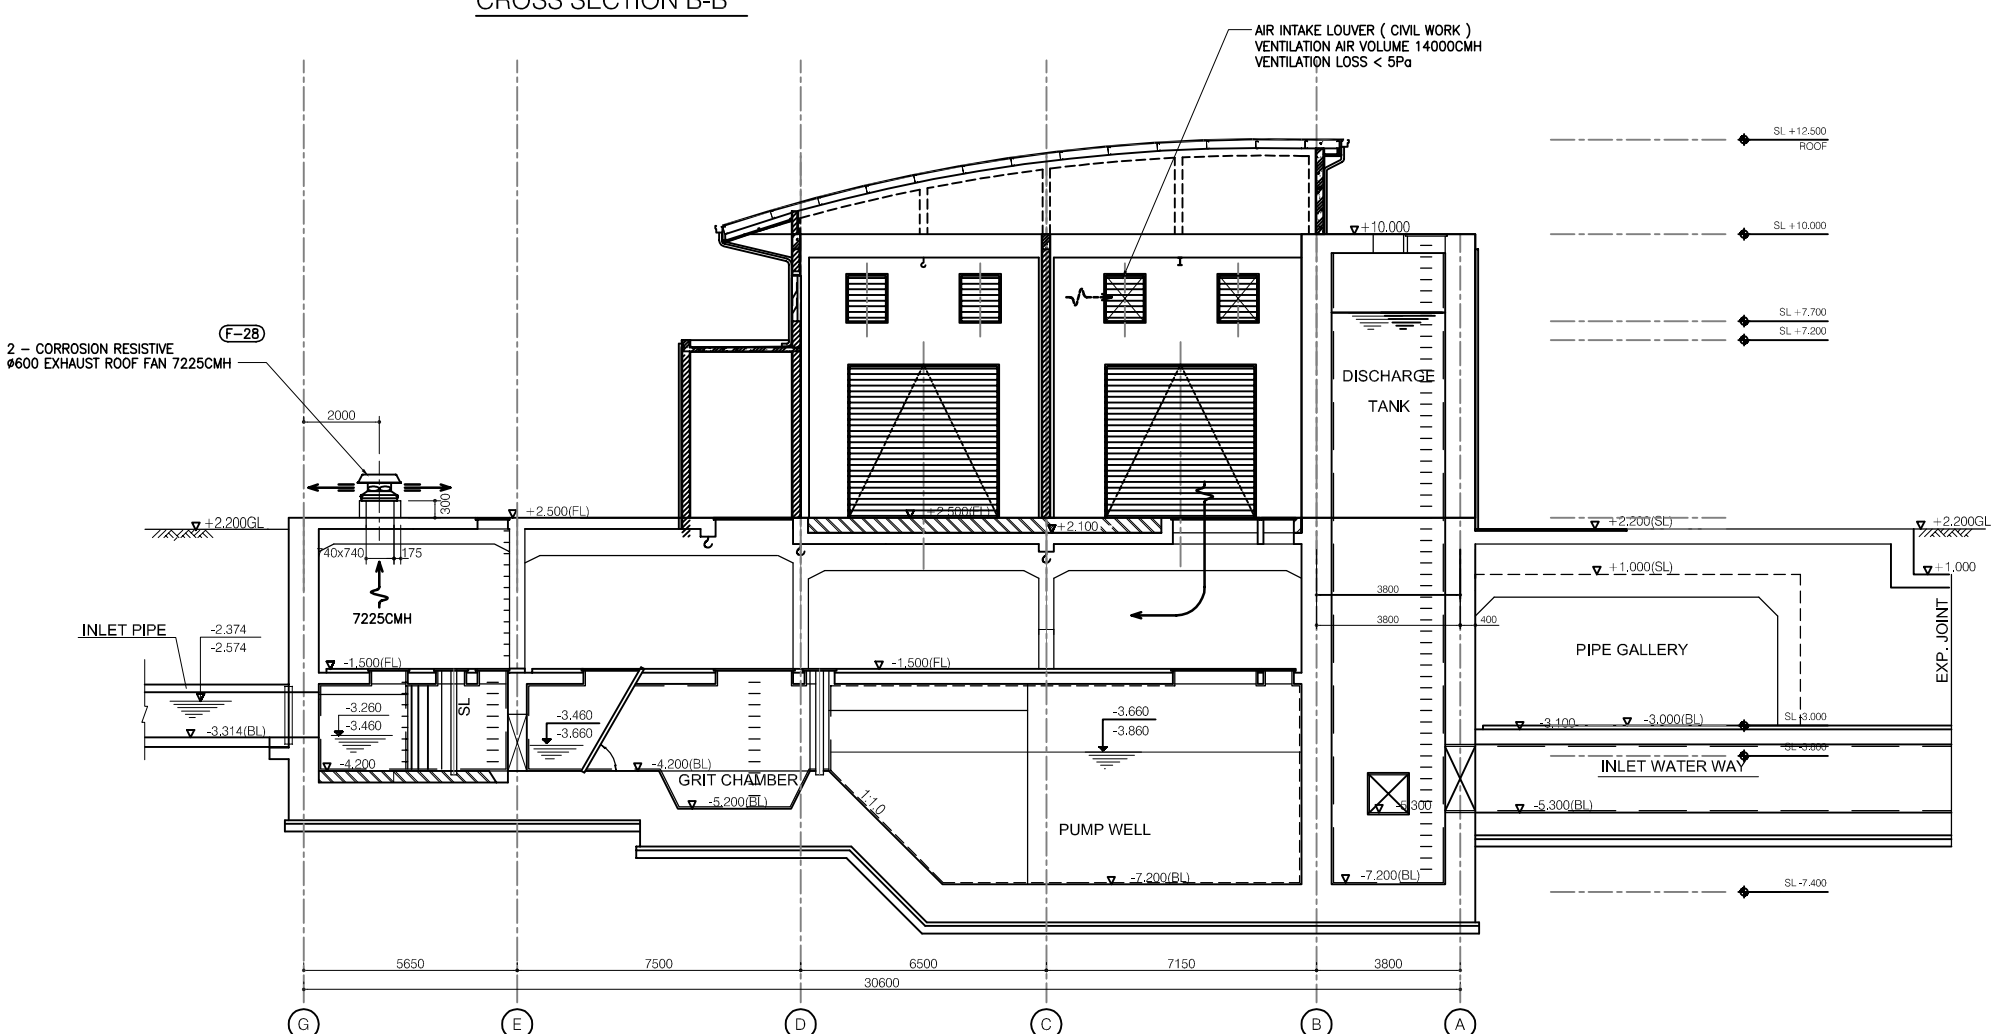 CROSS SECTION B-B
AIR INTAKE LOUVER ( CIVIL WORK )
VENTILATION AIR VOLUME 14000CMH
VENTILATION LOSS < 5Pa
SL +12.500
ROOF
+10.000
SL +10.000
SL +7.700
SL +7.200
F-28
2 - CORROSION RESISTIVE
ø600 EXHAUST ROOF FAN 7225CMH
DISCHARGE
TANK
2000
300
+2.200GL
+2.500(FL)
+2.500(FL)
+2.100
+2.200(SL)
+2.200GL
740x740
175
+1.000(SL)
+1.000
7225CMH
3800
3800
400
INLET PIPE
-2.374
-2.574
PIPE GALLERY
EXP. JOINT
-1.500(FL)
-1.500(FL)
SL
-3.260
-3.460
-3.460
-3.660
-3.660
-3.860
-3.314(BL)
-3.100
-3.000(BL)
SL -3.000
SL -3.800
-4.200
-4.200(BL)
GRIT CHAMBER
INLET WATER WAY
-5.200(BL)
1:1.0
-5.300
-5.300(BL)
PUMP WELL
-7.200(BL)
-7.200(BL)
SL -7.400
5650
7500
6500
7150
3800
30600
G
E
D
C
B
A